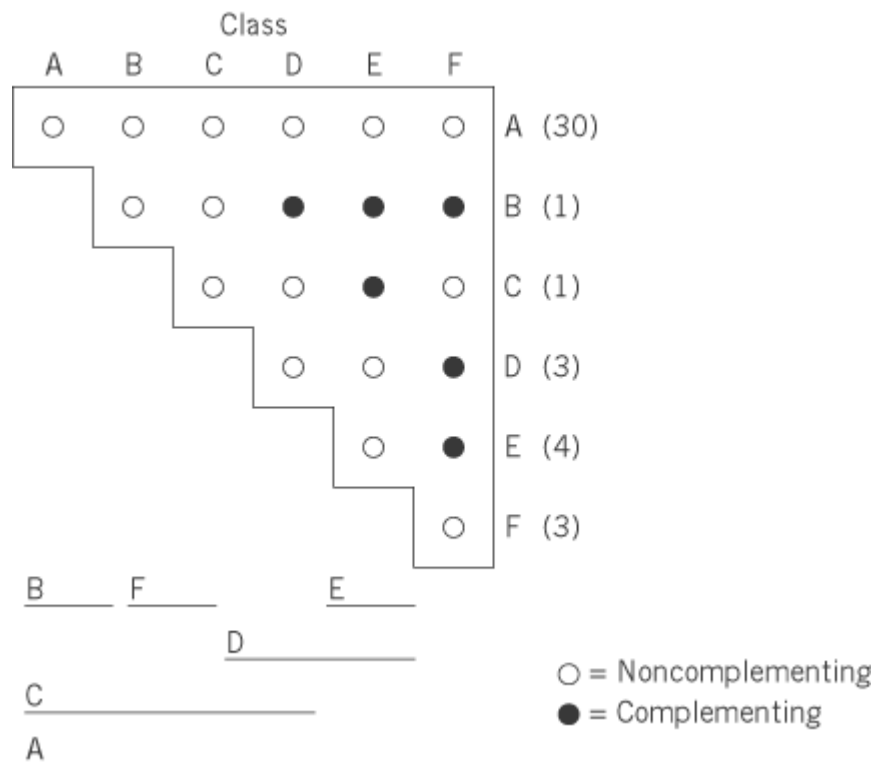 Class
A B C D E F
A (30)
B (1)
C (1)
D (3)
E (4)
F (3)
B F E
D
C
A
= Noncomplementing
= Complementing